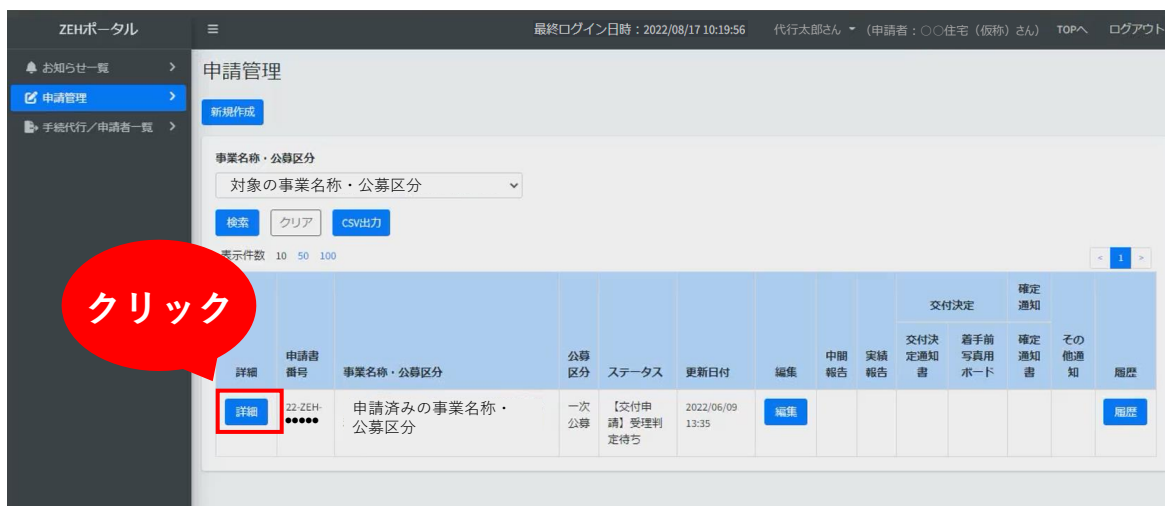 ZEHポータル
最終ログイン日時：2022/08/17 10:19:56 代行太郎さん (申請者：○○住宅（仮称）さん) TOPへ ログアウト
お知らせ一覧
申請管理
手続代行／申請者一覧
申請管理
新規作成
事業名称・公募区分
対象の事業名称・公募区分
検索 クリア CSV出力
表示件数 10 50 100
< 1 >
クリック
交付決定
確定
通知
詳細
申請書
番号
事業名称・公募区分
公募
区分
ステータス
更新日付
編集
中間
報告
実績
報告
交付決
定通知
書
着手前
写真用
ボード
確定
通知
書
その
他通
知
履歴
詳細
22-ZEH-
●●●●●
申請済みの事業名称・
公募区分
一次
公募
【交付申
請】受理判
定待ち
2022/06/09
13:35
編集
履歴